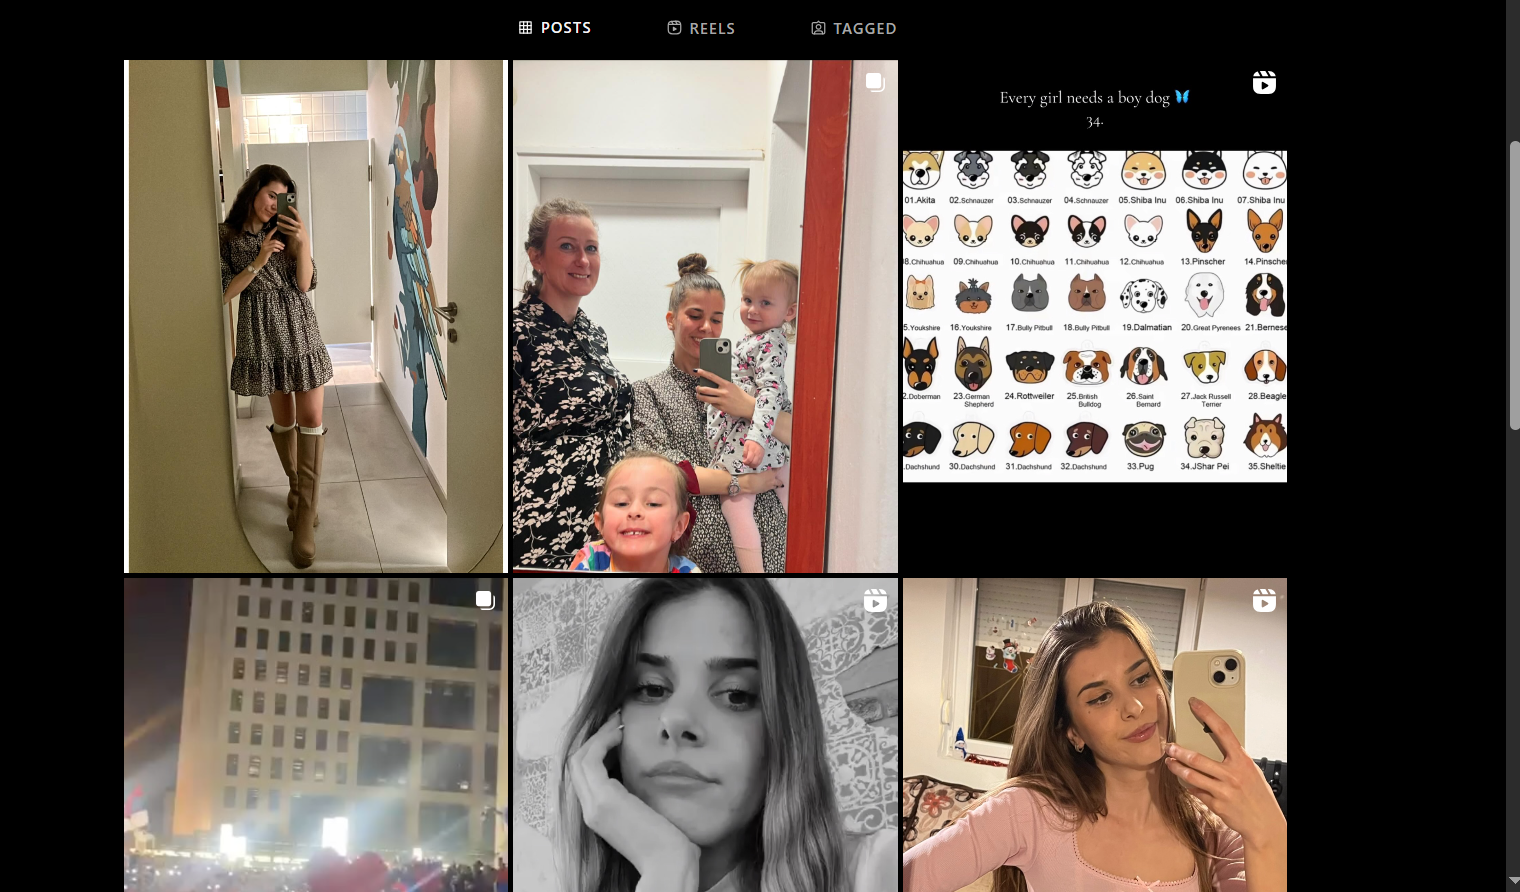 POSTS
REELS
TAGGED
Every girl needs a boy dog 🦋
34.
01.Akita 02.Schnauzer 03.Schnauzer 04.Schnauzer 05.Shiba Inu 06.Shiba Inu 07.Shiba Inu
08.Chihuahua 09.Chihuahua 10.Chihuahua 11.Chihuahua 12.Chihuahua 13.Pinscher 14.Pinscher
5.Youkshire 16.Youkshire 17.Bully Pitbull 18.Bully Pitbull 19.Dalmatian 20.Great Pyrenees 21.Bernese
2.Doberman 23.German Shepherd 24.Rottweiler 25.British Bulldog 26.Saint Bernard 27.Jack Russell Terrier 28.Beagle
.Dachshund 30.Dachshund 31.Dachshund 32.Dachshund 33.Pug 34.JShar Pei 35.Sheltie